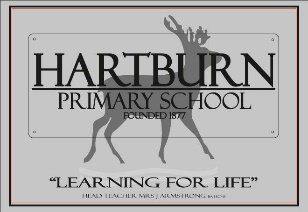 HARTBURN
PRIMARY SCHOOL
FOUNDED 1877
"LEARNING FOR LIFE"
HEAD TEACHER MRS J ARMSTRONG